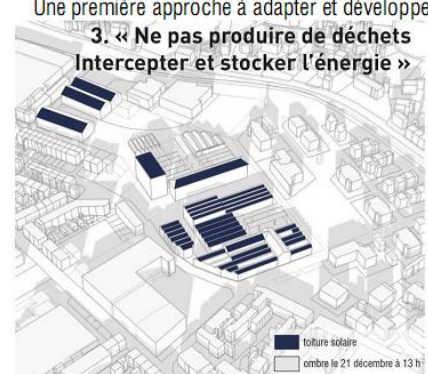 Une première approche à adapter et développe
3. « Ne pas produire de déchets
Intercepter et stocker l'énergie »
toiture solaire
ombre le 21 décembre à 13 h